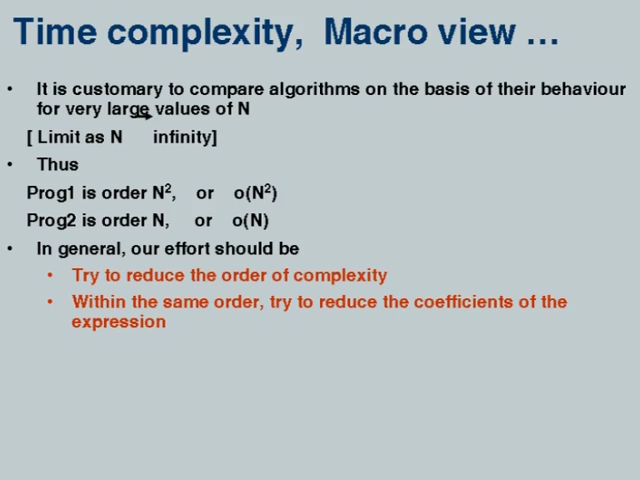 Time complexity, Macro view …
• It is customary to compare algorithms on the basis of their behaviour
for very large values of N
[ Limit as N → infinity]
• Thus
Prog1 is order N², or o(N²)
Prog2 is order N, or o(N)
• In general, our effort should be
• Try to reduce the order of complexity
• Within the same order, try to reduce the coefficients of the
expression